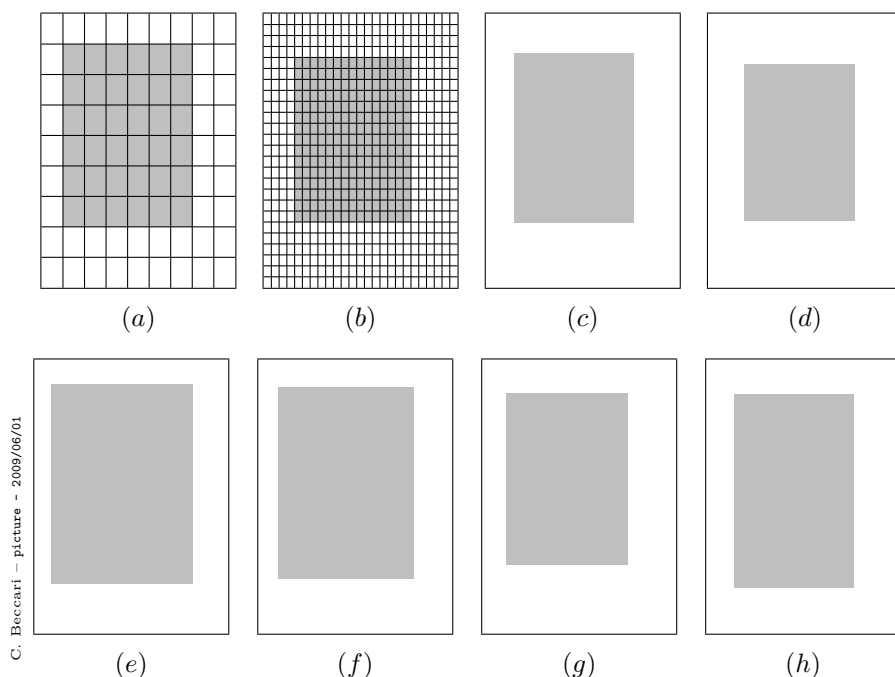 (a) (b) (c) (d)
C. Beccari – picture - 2009/06/01
(e) (f) (g) (h)